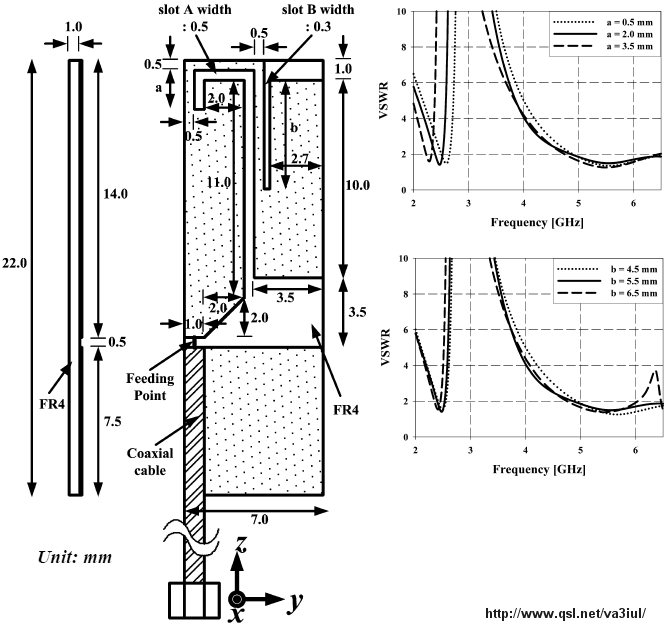 slot A width
: 0.5
slot B width
: 0.3
1.0
0.5
0.5
1.0
a
2.0
b
0.5
2.7
11.0
10.0
14.0
22.0
3.5
2.0
2.0
1.0
3.5
0.5
Feeding
Point
FR4
FR4
7.5
Coaxial
cable
7.0
Unit: mm
z
y
x
VSWR
10
8
6
4
2
0
a = 0.5 mm
a = 2.0 mm
a = 3.5 mm
2 3 4 5 6
Frequency [GHz]
VSWR
10
8
6
4
2
0
b = 4.5 mm
b = 5.5 mm
b = 6.5 mm
2 3 4 5 6
Frequency [GHz]
http://www.qsl.net/va3iul/